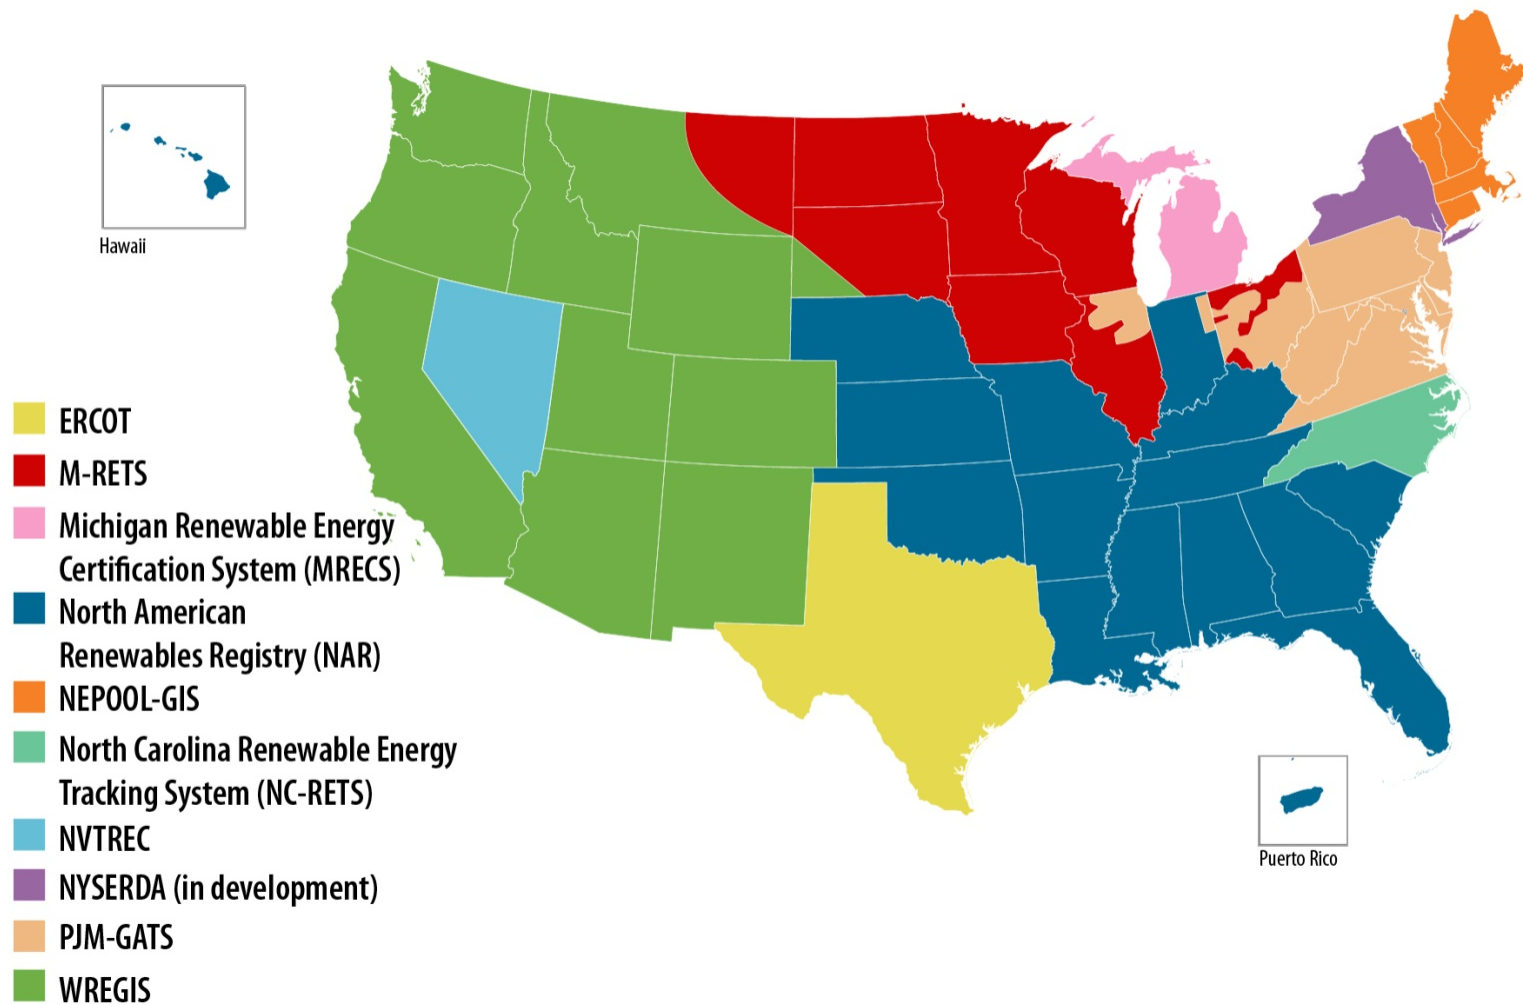 Hawaii
ERCOT
M-RETS
Michigan Renewable Energy
Certification System (MRECS)
North American
Renewables Registry (NAR)
NEPOOL-GIS
North Carolina Renewable Energy
Tracking System (NC-RETS)
NVTREC
NYSERDA (in development)
PJM-GATS
WREGIS
Puerto Rico